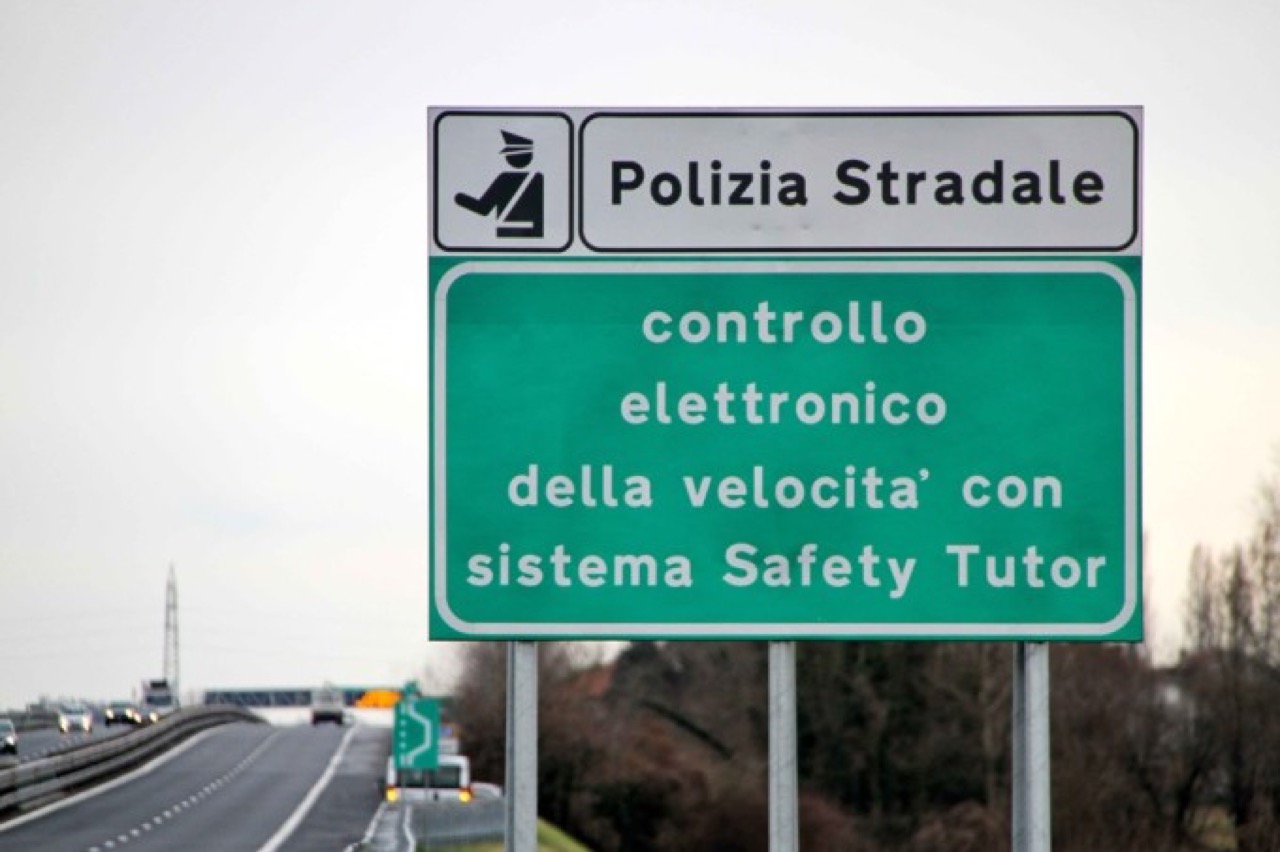 Polizia Stradale
controllo
elettronico
della velocita' con
sistema Safety Tutor